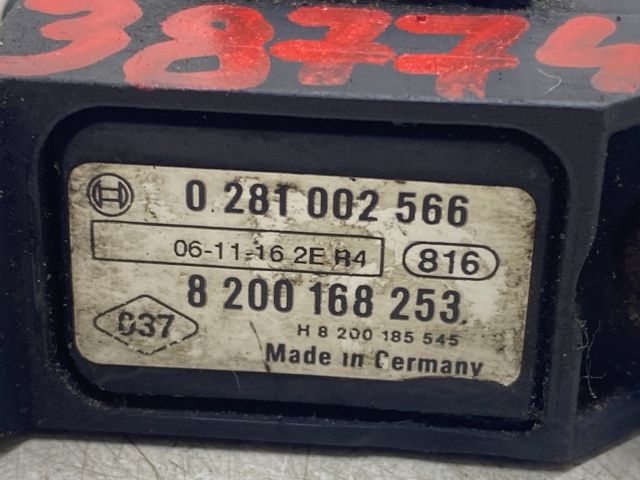 38774
0 281 002 566
06-11-16 2E R4 816
8 200 168 253
C37 H 8 200 185 545
Made in Germany